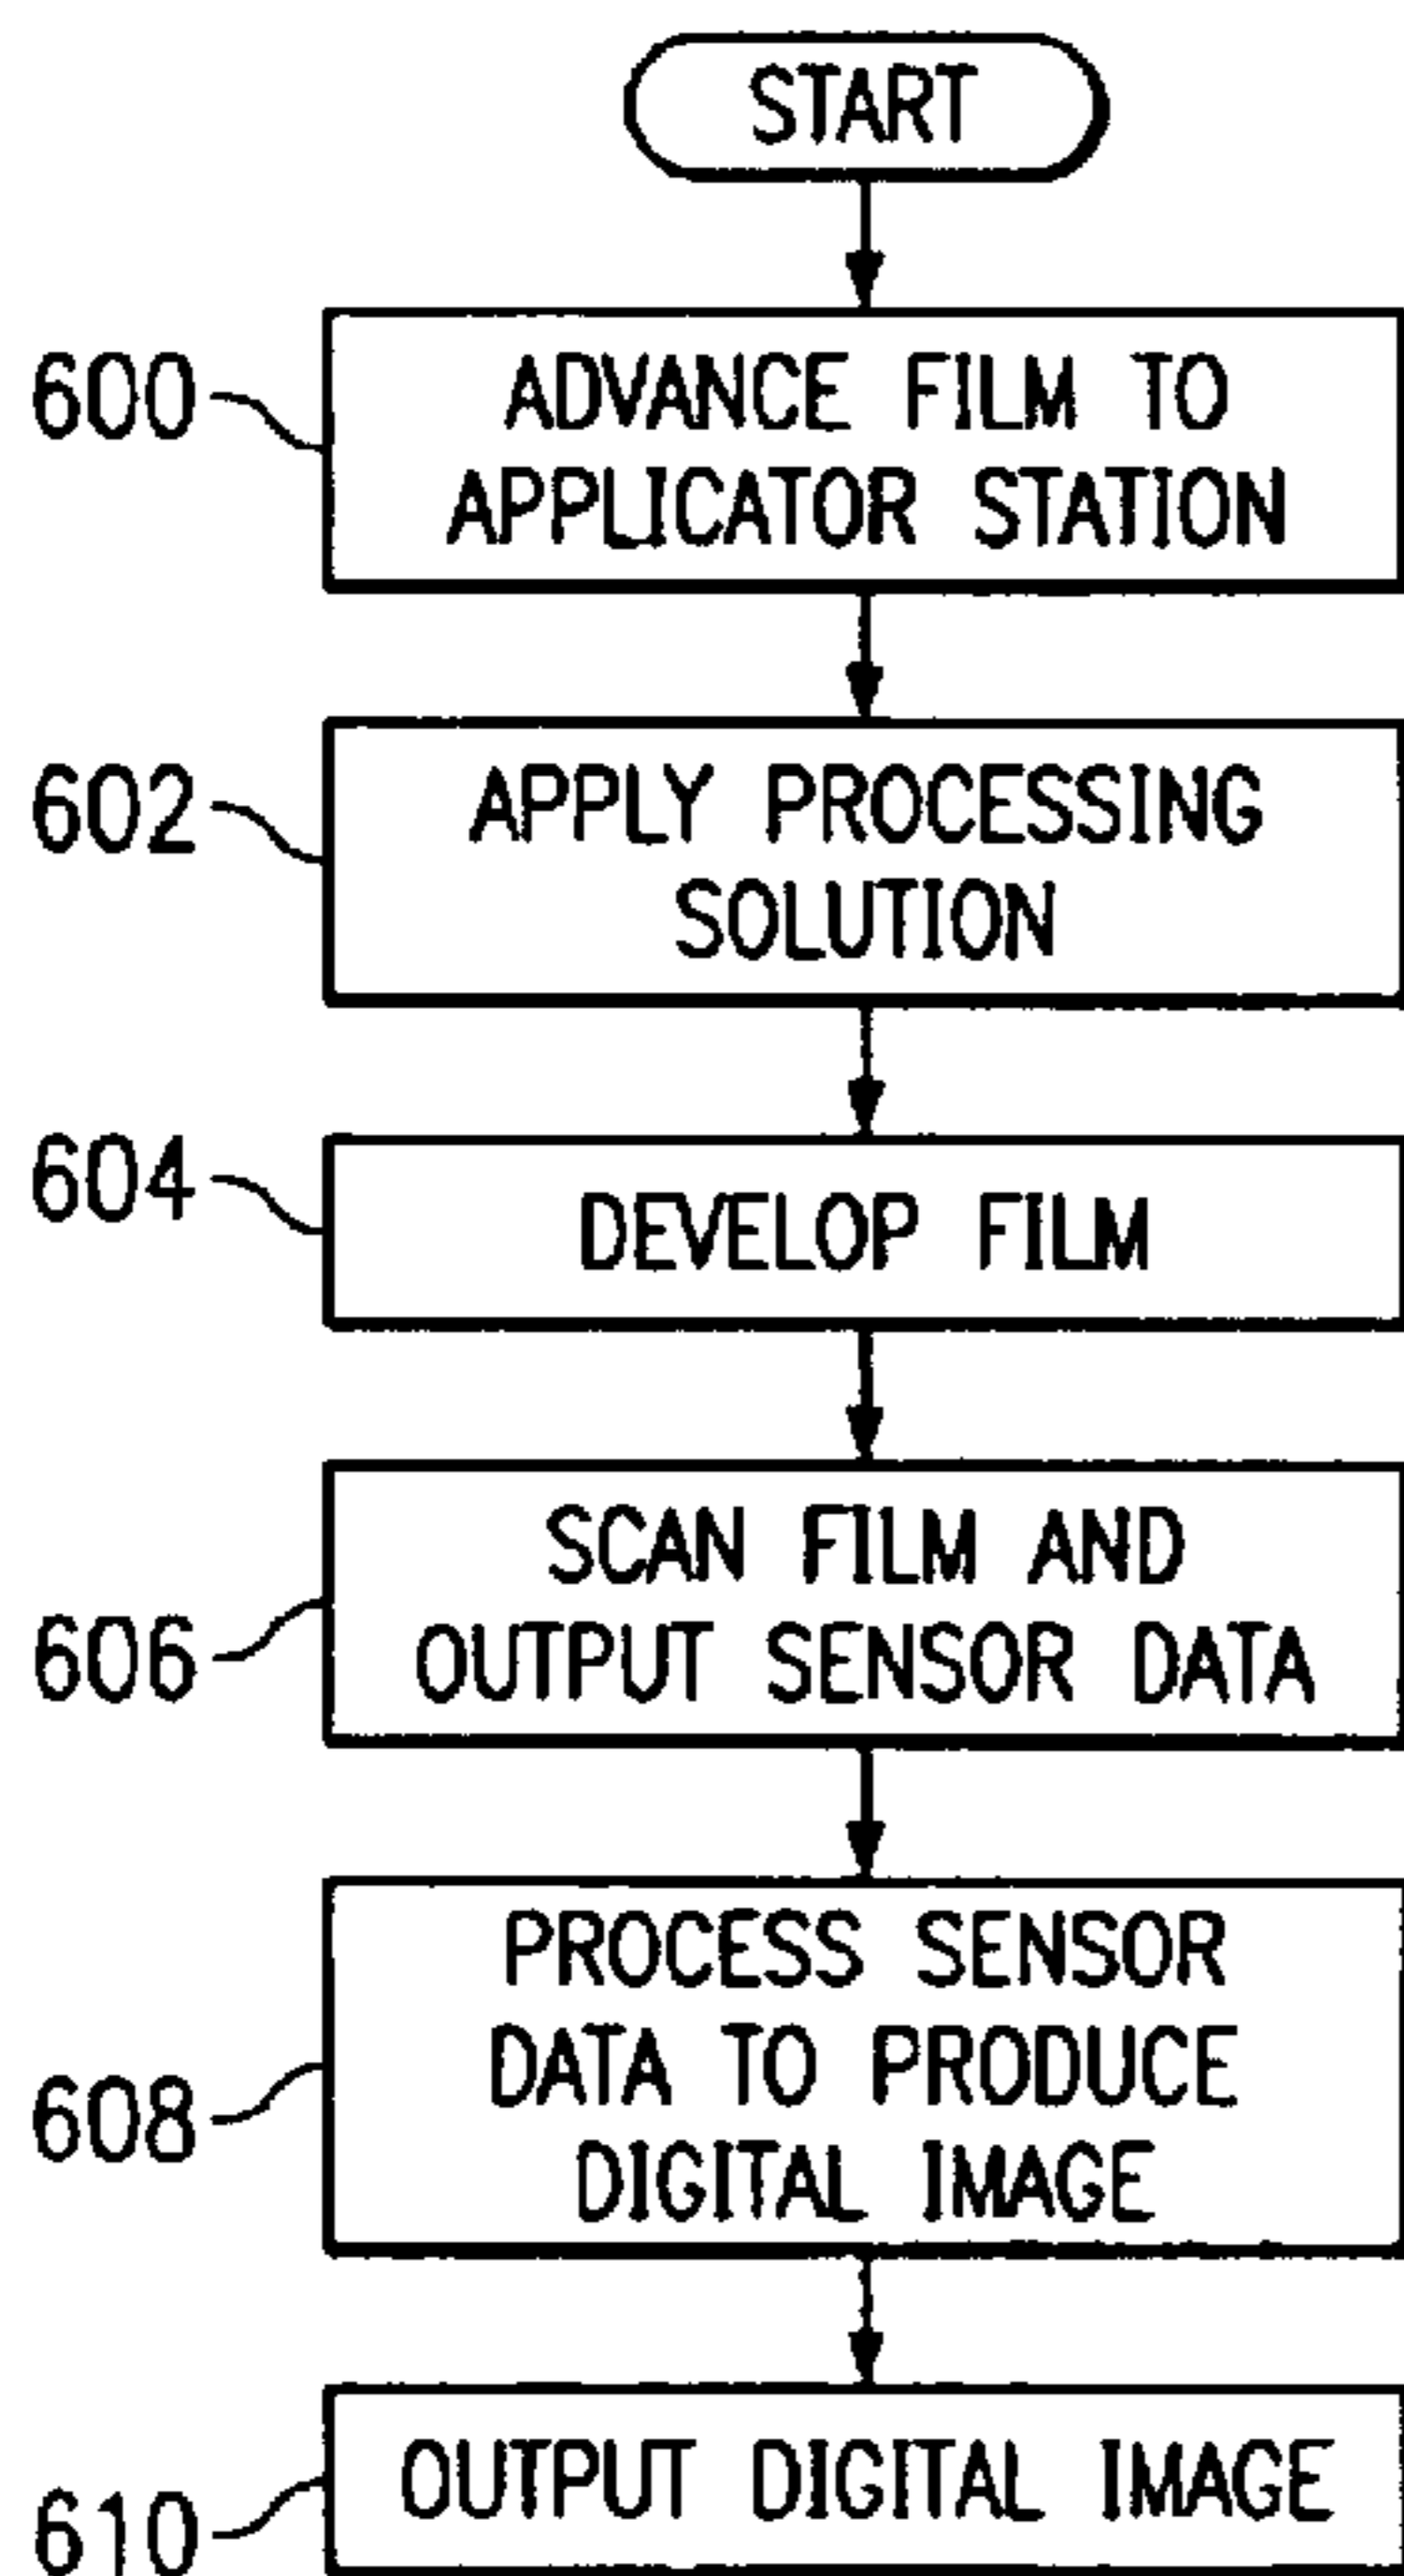 START
600
ADVANCE FILM TO
APPLICATOR STATION
602
APPLY PROCESSING
SOLUTION
604
DEVELOP FILM
606
SCAN FILM AND
OUTPUT SENSOR DATA
608
PROCESS SENSOR
DATA TO PRODUCE
DIGITAL IMAGE
610
OUTPUT DIGITAL IMAGE